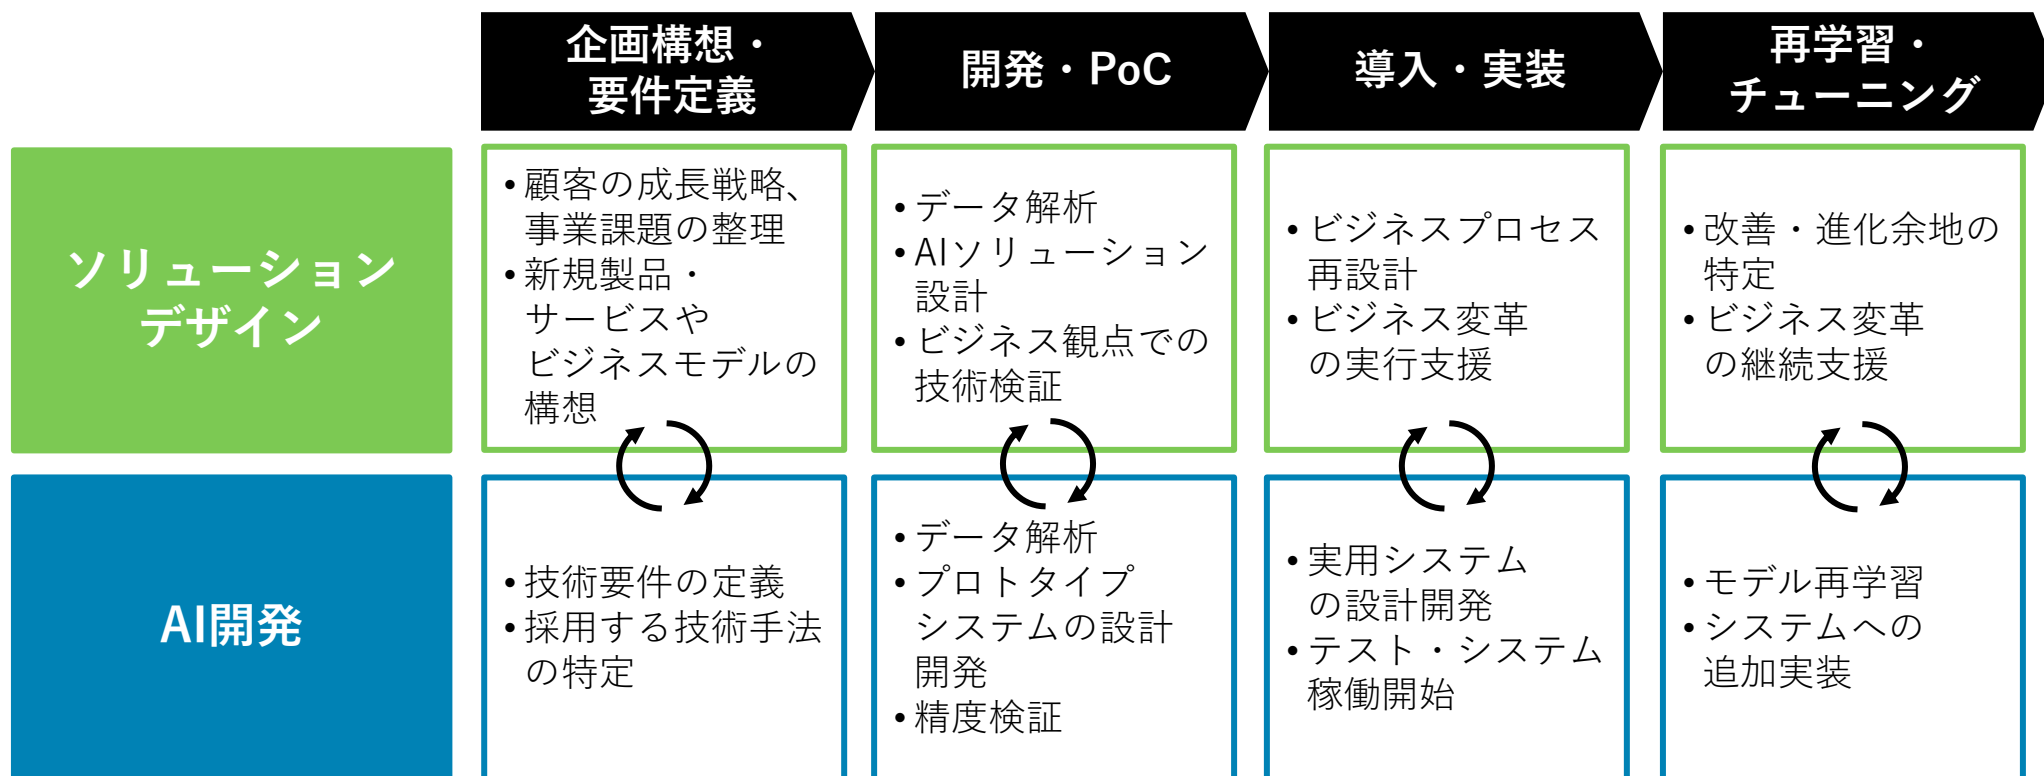 企画構想・
要件定義
開発・PoC
導入・実装
再学習・
チューニング
ソリューション
デザイン
•顧客の成長戦略、
事業課題の整理
•新規製品・
サービスや
ビジネスモデルの
構想
•データ解析
•AIソリューション
設計
•ビジネス観点での
技術検証
•ビジネスプロセス
再設計
•ビジネス変革
の実行支援
•改善・進化余地の
特定
•ビジネス変革
の継続支援
AI開発
•技術要件の定義
•採用する技術手法
の特定
•データ解析
•プロトタイプ
システムの設計
開発
•精度検証
•実用システム
の設計開発
•テスト・システム
稼働開始
•モデル再学習
•システムへの
追加実装